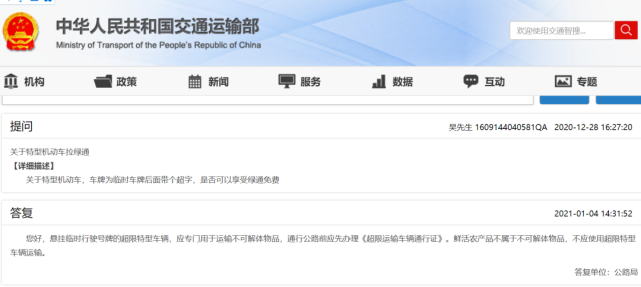 中华人民共和国交通运输部
Ministry of Transport of the People's Republic of China
欢迎使用交通智搜...
机构 政策 新闻 服务 数据 互动 专题
提问 吴先生 1609144040581QA 2020-12-28 16:27:20
关于特型机动车拉绿通
【详细描述】
关于特型机动车，车牌为临时车牌后面带个超字，是否可以享受绿通免费
答复 2021-01-04 14:31:52
您好，悬挂临时行驶号牌的超限特型车辆，应专门用于运输不可解体物品，通行公路前应先办理《超限运输车辆通行证》。鲜活农产品不属于不可解体物品，不应使用超限特型
车辆运输。
答复单位：公路局